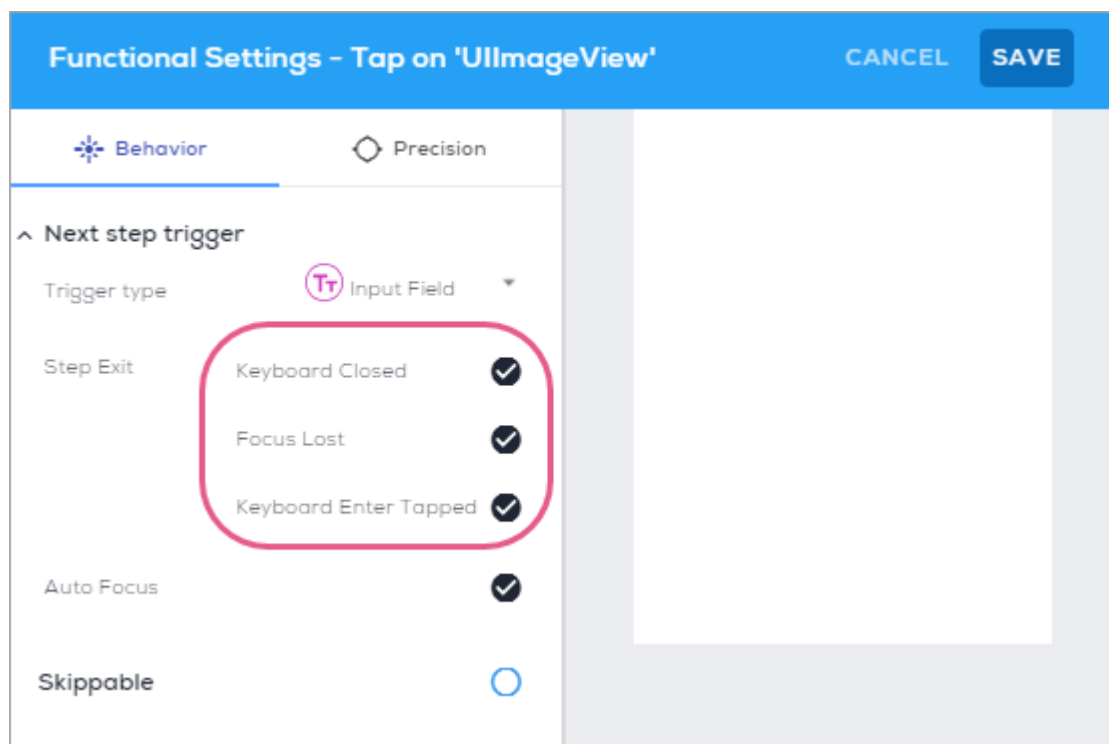 Functional Settings - Tap on 'UIImageView'
CANCEL
SAVE
Behavior
Precision
Next step trigger
Trigger type
TT Input Field
Step Exit
Keyboard Closed
Focus Lost
Keyboard Enter Tapped
Auto Focus
Skippable